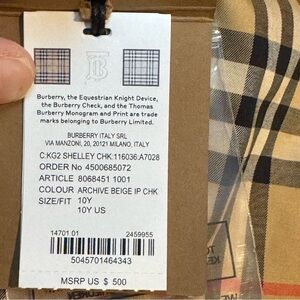 Burberry, the Equestrian Knight Device,
the Burberry Check, and the Thomas
Burberry Monogram and Print are trade
marks belonging to Burberry Limited.
BURBERRY ITALY SRL
VIA MANZONI, 20, 20121 MILANO, ITALY
C:KG2 SHELLEY CHK:116036:A7028
ORDER No 4500685072
ARTICLE 8068451 1001
COLOUR ARCHIVE BEIGE IP CHK
SIZE/FIT 10Y
10Y US
14701 01 2459955
5045701464343
MSRP US $ 500